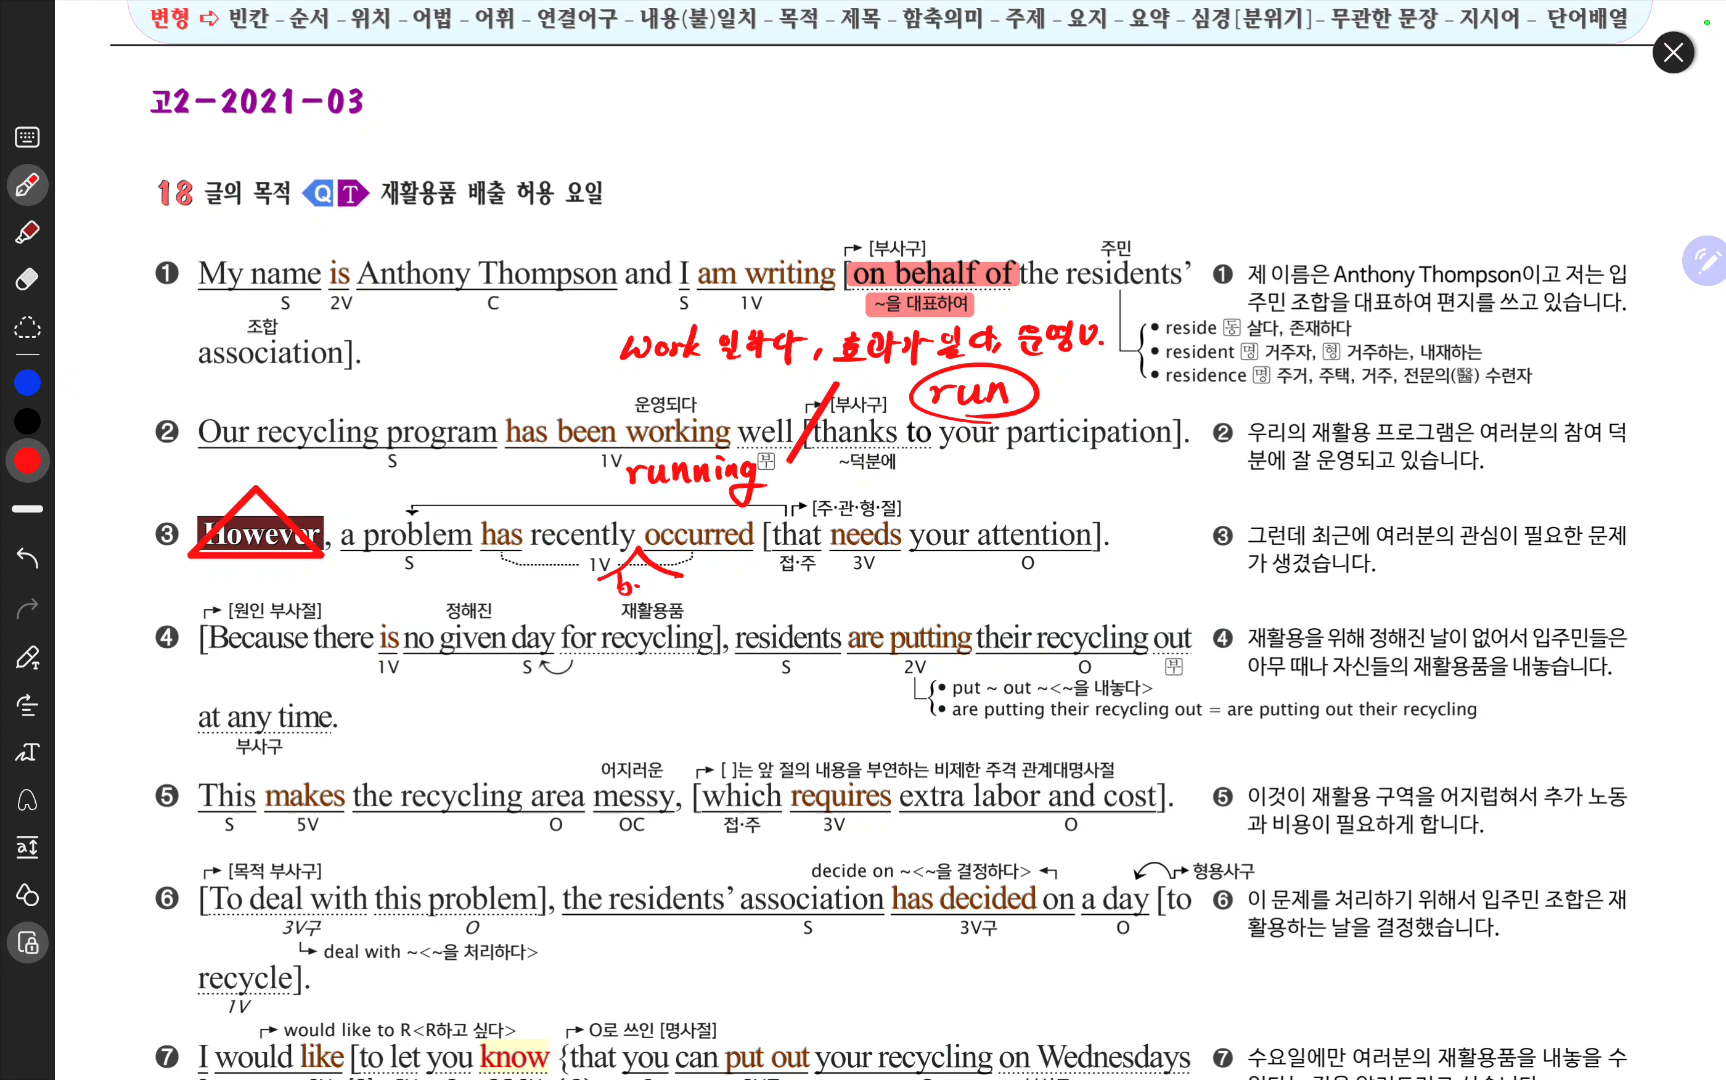 변형 ➪ 빈칸 – 순서 – 위치 – 어법 – 어휘 – 연결어구 – 내용(불)일치 – 목적 – 제목 – 함축의미 – 주제 – 요지 – 요약 – 심경[분위기] – 무관한 문장 – 지시어 – 단어배열
고2-2021-03
18 글의 목적 Q T 재활용품 배출 허용 요일
[부사구] 주민
❶ My name is Anthony Thompson and I am writing [on behalf of the residents’
S 2V C S 1V ~을 대표하여
조합
association].
❶ 제 이름은 Anthony Thompson이고 저는 입
주민 조합을 대표하여 편지를 쓰고 있습니다.
• reside 동 살다, 존재하다
• resident 명 거주자, 형 거주하는, 내재하는
• residence 명 주거, 주택, 거주, 전문의(醫) 수련자
work 일하다, 효과가 있다, 운영v.
run
운영되다 [부사구]
❷ Our recycling program has been working well [thanks to your participation].
S 1V 부 ~덕분에
running
❷ 우리의 재활용 프로그램은 여러분의 참여 덕
분에 잘 운영되고 있습니다.
[주·관·형·절]
❸ However, a problem has recently occurred [that needs your attention].
S 1V 접·주 3V O
b.
❸ 그런데 최근에 여러분의 관심이 필요한 문제
가 생겼습니다.
[원인 부사절] 정해진 재활용품
❹ [Because there is no given day for recycling], residents are putting their recycling out
1V S S 2V O 부
• put ~ out ~<~을 내놓다>
• are putting their recycling out = are putting out their recycling
at any time.
부사구
❹ 재활용을 위해 정해진 날이 없어서 입주민들은
아무 때나 자신들의 재활용품을 내놓습니다.
어지러운 [ ]는 앞 절의 내용을 부연하는 비제한 주격 관계대명사절
❺ This makes the recycling area messy, [which requires extra labor and cost].
S 5V O OC 접·주 3V O
❺ 이것이 재활용 구역을 어지럽혀서 추가 노동
과 비용이 필요하게 합니다.
[목적 부사구] decide on ~<~을 결정하다> 형용사구
❻ [To deal with this problem], the residents’ association has decided on a day [to
3V구 O S 3V구 O
deal with ~<~을 처리하다>
recycle].
1V
❻ 이 문제를 처리하기 위해서 입주민 조합은 재
활용하는 날을 결정했습니다.
would like to R<R하고 싶다> O로 쓰인 [명사절]
❼ I would like [to let you know {that you can put out your recycling on Wednesdays
❼ 수요일에만 여러분의 재활용품을 내놓을 수